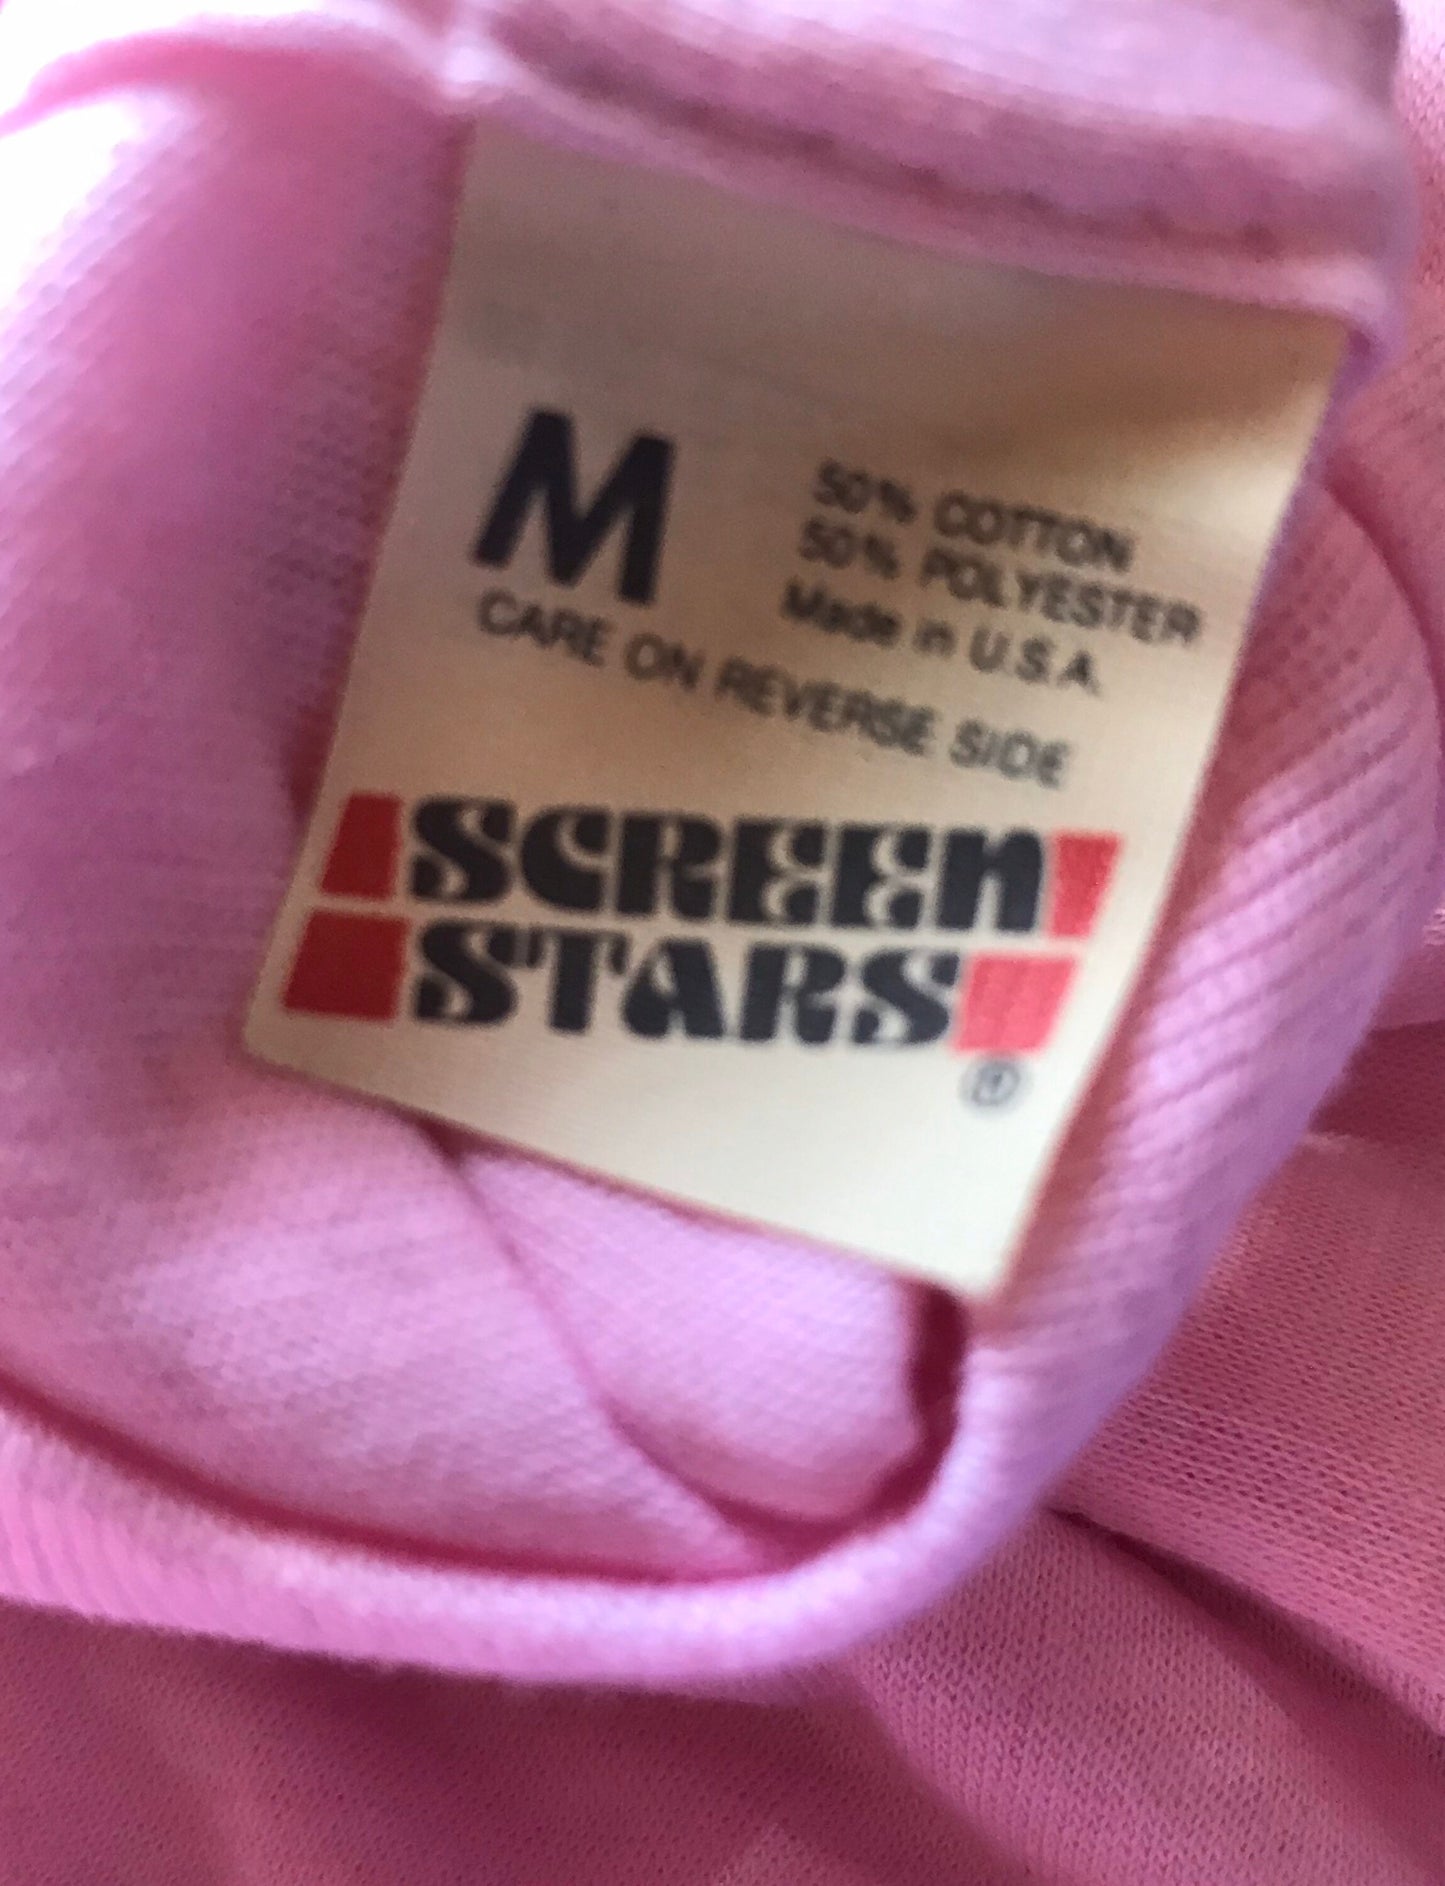 M
50% COTTON
50% POLYESTER
Made in U.S.A.
CARE ON REVERSE SIDE
SCREEN
STARS
®